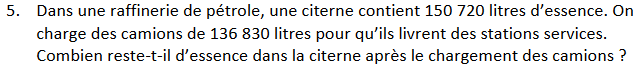 5. Dans une raffinerie de pétrole, une citerne contient 150 720 litres d’essence. On
charge des camions de 136 830 litres pour qu’ils livrent des stations services.
Combien reste-t-il d’essence dans la citerne après le chargement des camions ?